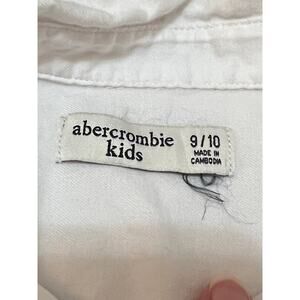 abercrombie
kids
9/10
MADE IN
CAMBODIA